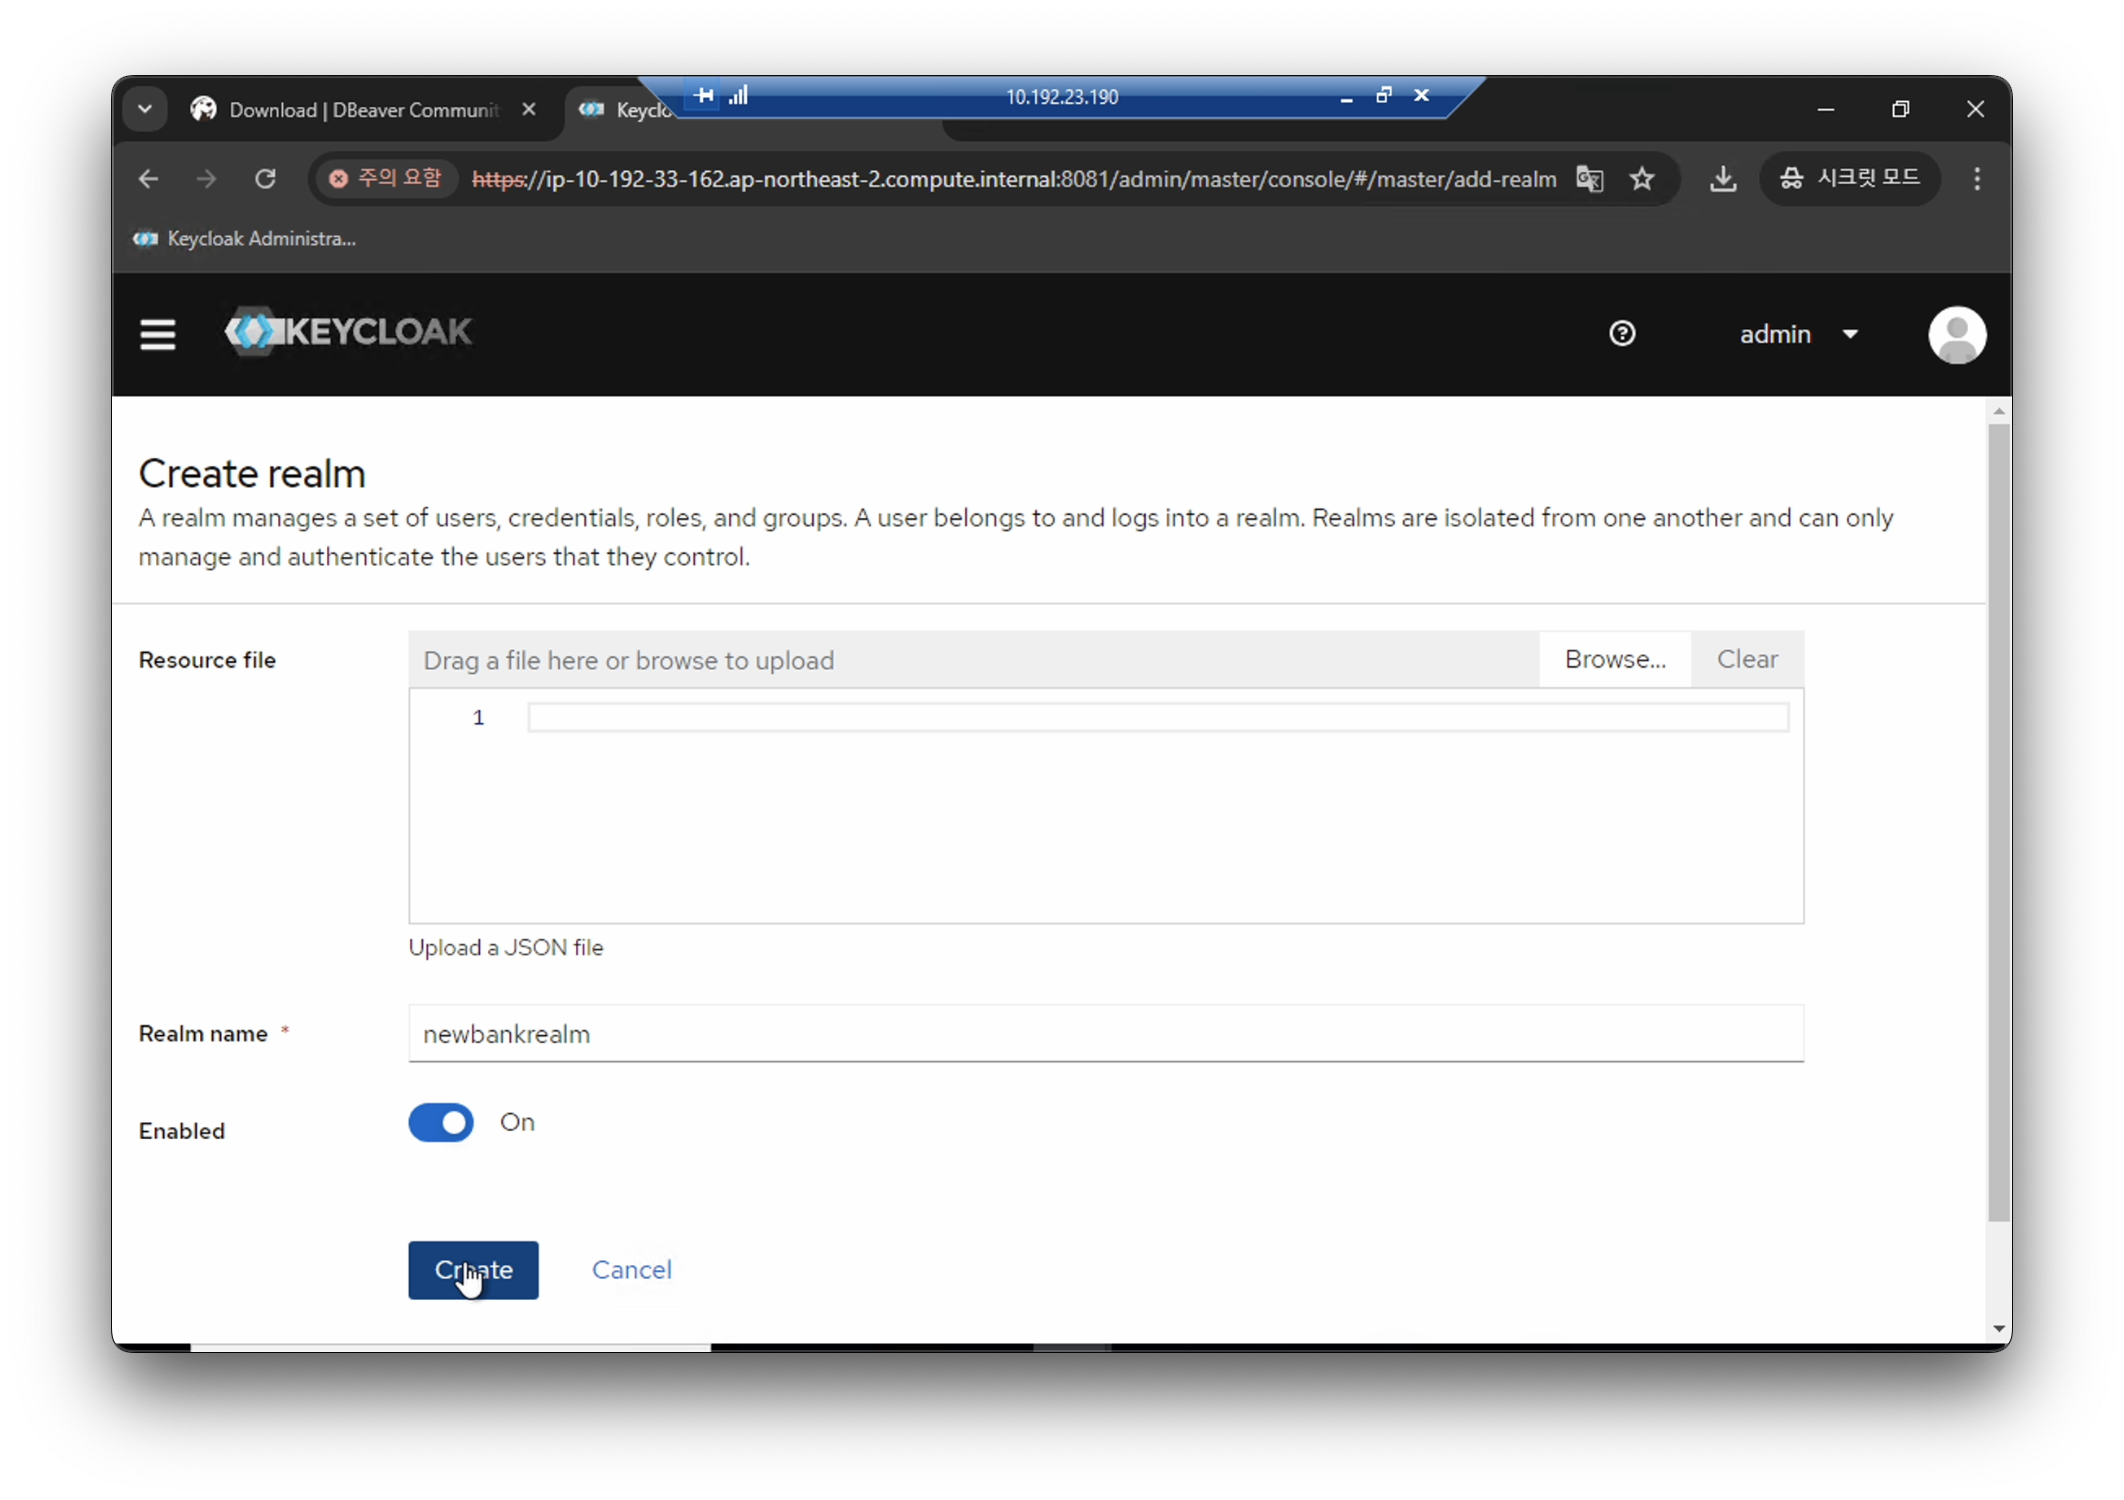 10.192.23.190
Download | DBeaver Communit
Keyclo
주의 요함
https://ip-10-192-33-162.ap-northeast-2.compute.internal:8081/admin/master/console/#/master/add-realm
시크릿 모드
Keycloak Administra...
KEYCLOAK
admin
Create realm
A realm manages a set of users, credentials, roles, and groups. A user belongs to and logs into a realm. Realms are isolated from one another and can only
manage and authenticate the users that they control.
Resource file
Drag a file here or browse to upload
Browse...
Clear
1
Upload a JSON file
Realm name *
newbankrealm
Enabled
On
Create
Cancel